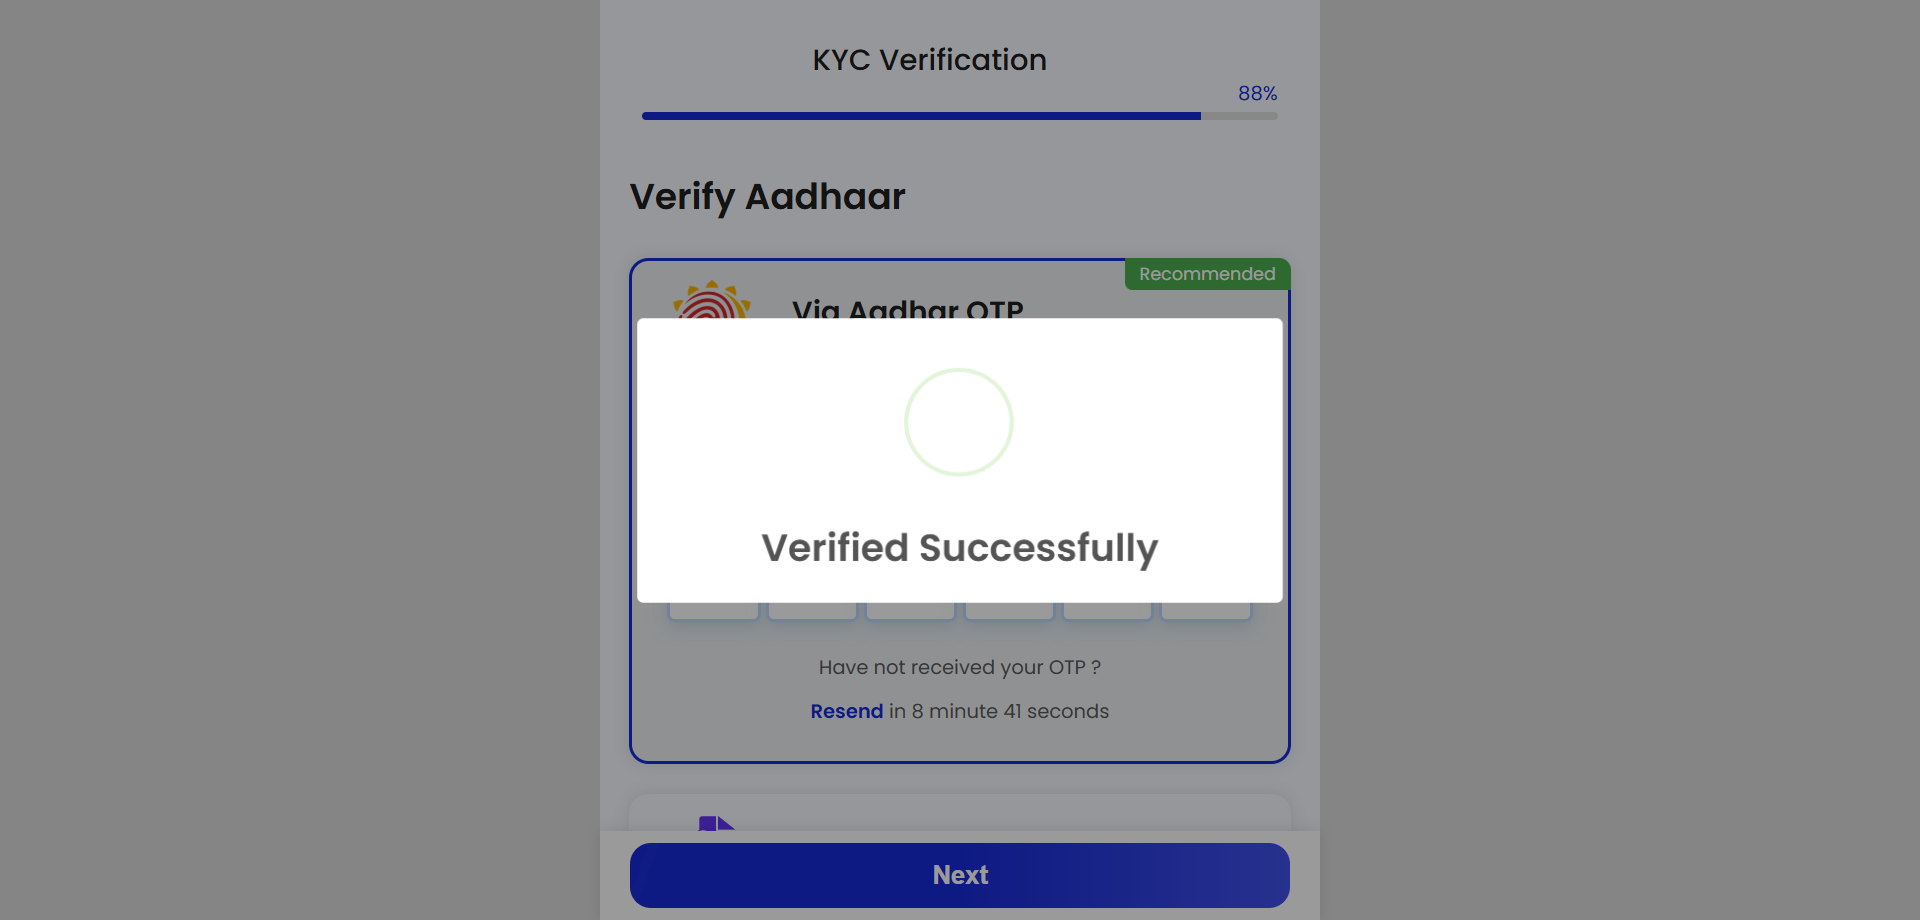 KYC Verification
88%
Verify Aadhaar
Recommended
Via Aadhar OTP
Verified Successfully
Have not received your OTP ?
Resend in 8 minute 41 seconds
Next